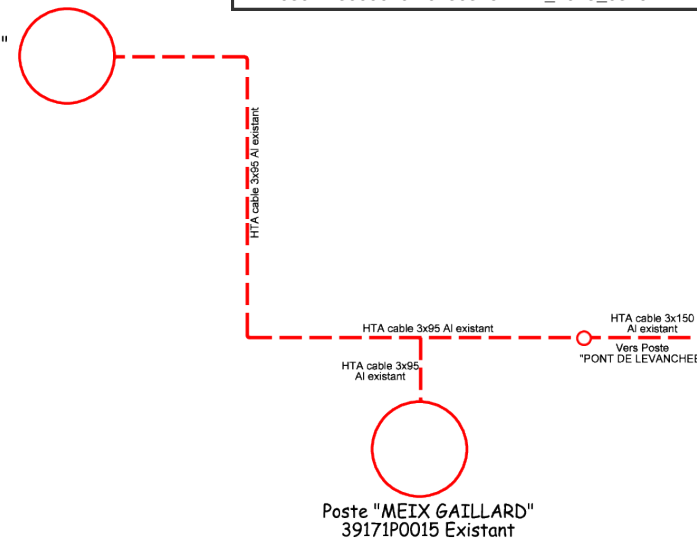 "
HTA cable 3x95 Al existant
HTA cable 3x95 Al existant
HTA cable 3x150
Al existant
Vers Poste
"PONT DE LEVANCHEE
HTA cable 3x95
Al existant
Poste "MEIX GAILLARD"
39171P0015 Existant